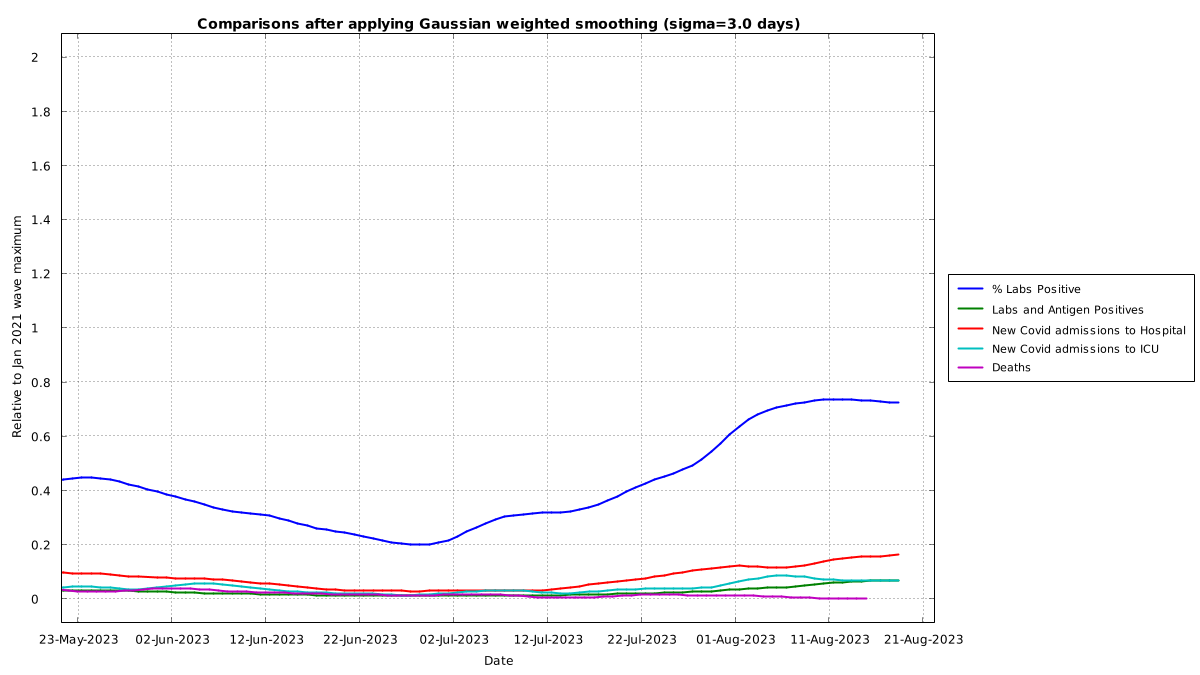 Comparisons after applying Gaussian weighted smoothing (sigma=3.0 days)
Relative to Jan 2021 wave maximum
2
1.8
1.6
1.4
1.2
1
0.8
0.6
0.4
0.2
0
23-May-2023 02-Jun-2023 12-Jun-2023 22-Jun-2023 02-Jul-2023 12-Jul-2023 22-Jul-2023 01-Aug-2023 11-Aug-2023 21-Aug-2023
Date
% Labs Positive
Labs and Antigen Positives
New Covid admissions to Hospital
New Covid admissions to ICU
Deaths